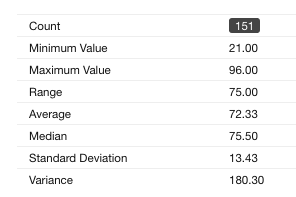 Count 151
Minimum Value 21.00
Maximum Value 96.00
Range 75.00
Average 72.33
Median 75.50
Standard Deviation 13.43
Variance 180.30